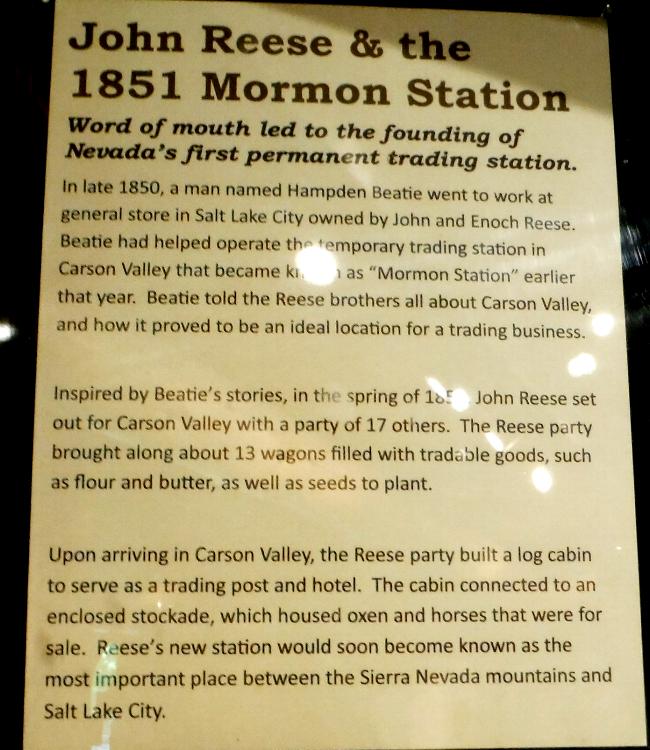 John Reese & the
1851 Mormon Station
Word of mouth led to the founding of
Nevada's first permanent trading station.
In late 1850, a man named Hampden Beatie went to work at
general store in Salt Lake City owned by John and Enoch Reese.
Beatie had helped operate the temporary trading station in
Carson Valley that became as “Mormon Station” earlier
that year. Beatie told the Reese brothers all about Carson Valley,
and how it proved to be an ideal location for a trading business.
Inspired by Beatie's stories, in the spring of John Reese set
out for Carson Valley with a party of 17 others. The Reese party
brought along about 13 wagons filled with tradable goods, such
as flour and butter, as well as seeds to plant.
Upon arriving in Carson Valley, the Reese party built a log cabin
to serve as a trading post and hotel. The cabin connected to an
enclosed stockade, which housed oxen and horses that were for
sale. Reese's new station would soon become known as the
most important place between the Sierra Nevada mountains and
Salt Lake City.